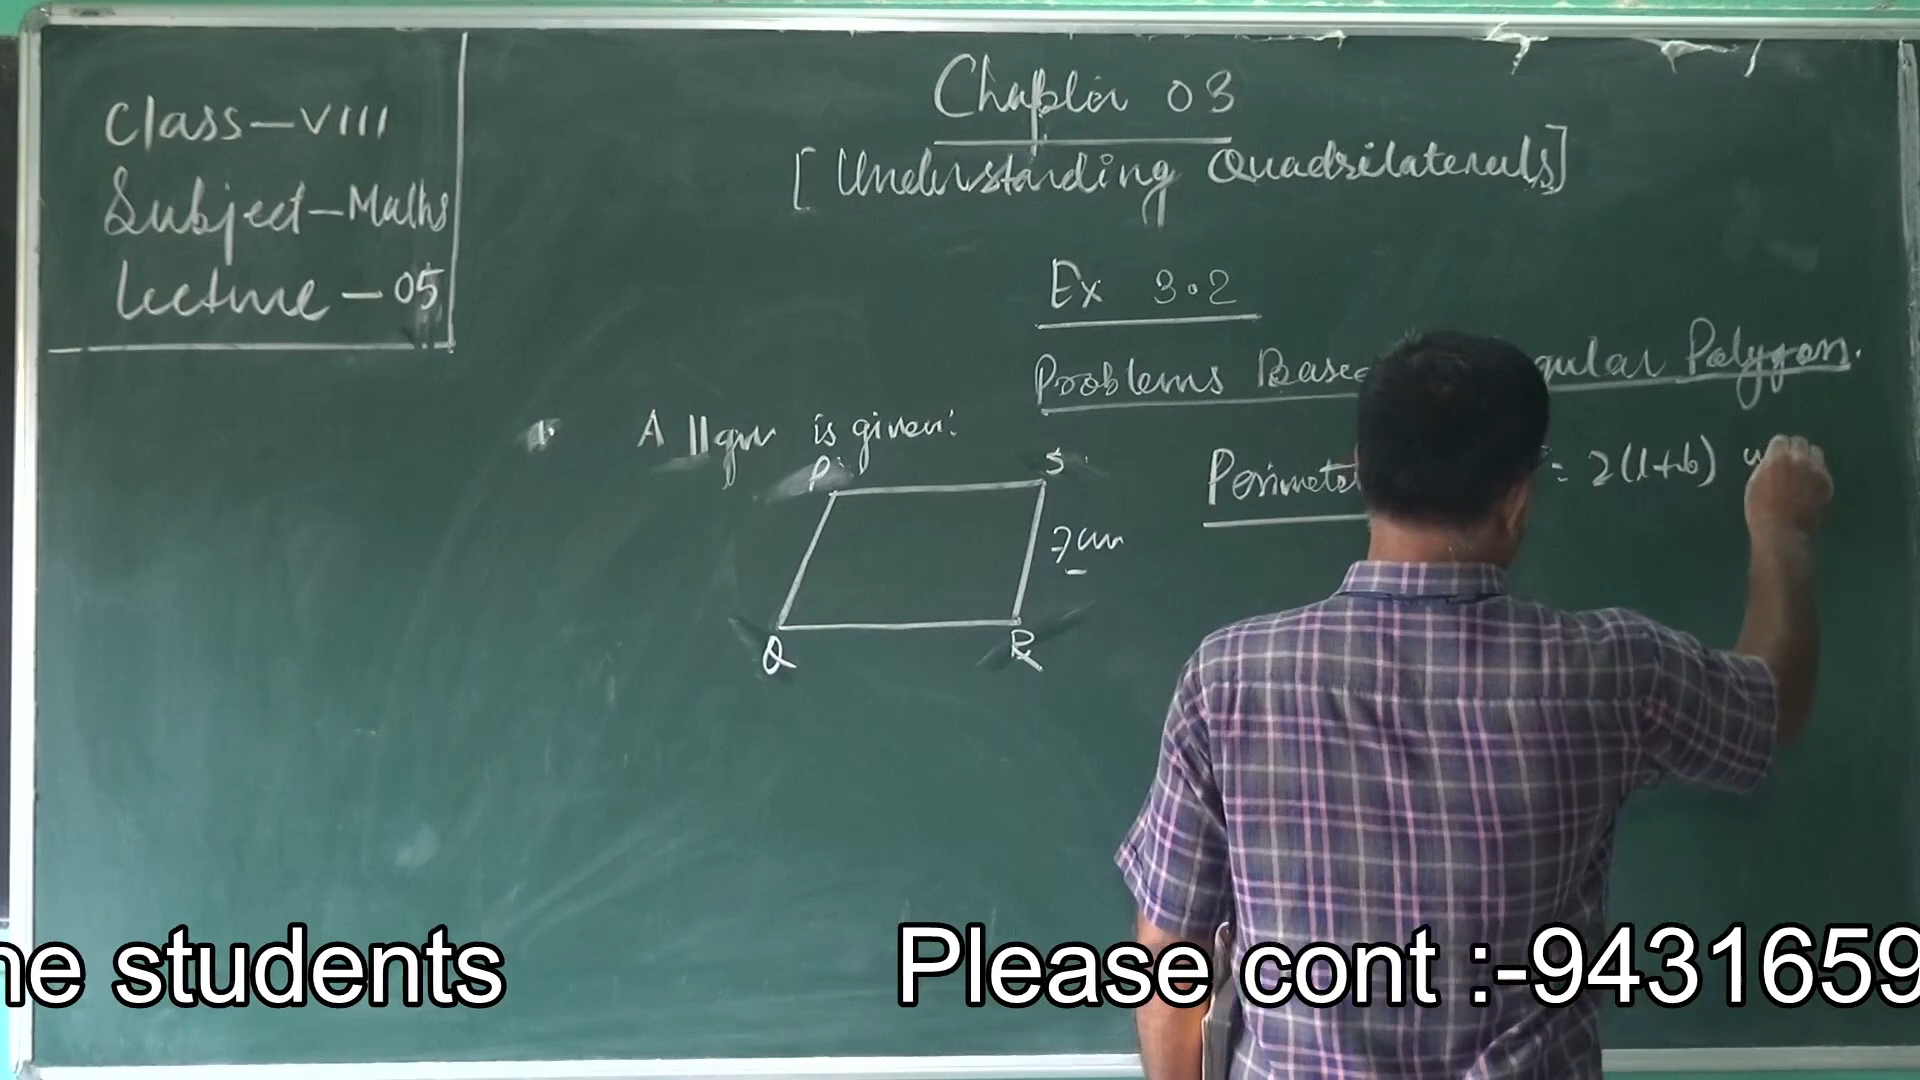 Class-VIII
Subject-Maths
Lecture-05
Chapter 03
[Understanding Quadrilaterals]
Ex 3.2
Problems Based gular Polygon.
A ||gm is given:
P
S
7cm
Q
R
Perimeter = 2(l+b)
he students
Please cont :-9431659